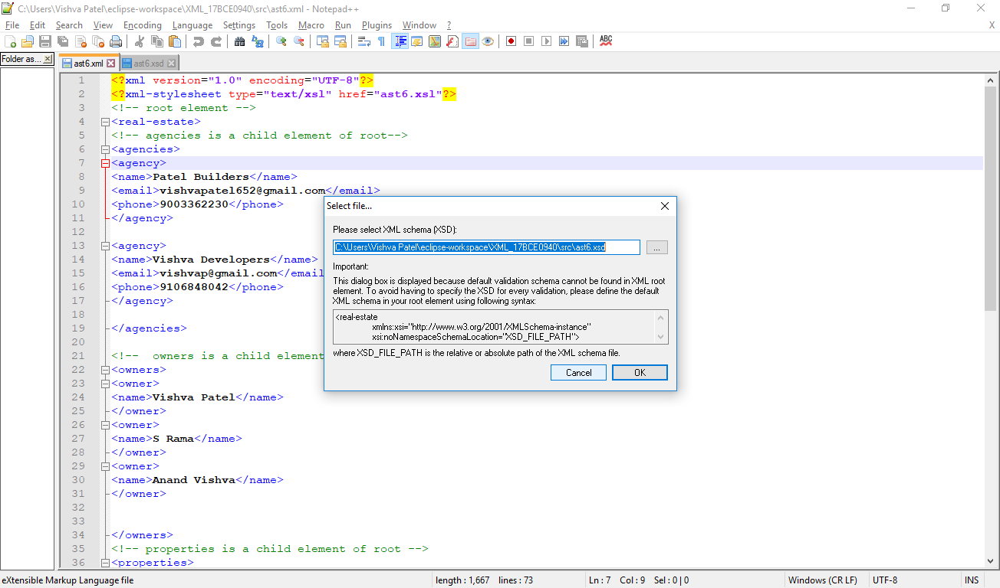 C:\Users\Vishva Patel\eclipse-workspace\XML_17BCE0940\src\ast6.xml - Notepad++
File Edit Search View Encoding Language Settings Tools Macro Run Plugins Window ? X
Folder as...
ast6.xml ast6.xsd
1 <?xml version="1.0" encoding="UTF-8"?>
2 <?xml-stylesheet type="text/xsl" href="ast6.xsl"?>
3 <!-- root element -->
4 <real-estate>
5 <!-- agencies is a child element of root-->
6 <agencies>
7 <agency>
8 <name>Patel Builders</name>
9 <email>vishvapatel652@gmail.com</email>
10 <phone>9003362230</phone>
11 </agency>
12
13 <agency>
14 <name>Vishva Developers</name>
15 <email>vishvap@gmail.com</email
16 <phone>9106848042</phone>
17 </agency>
18
19 </agencies>
20
21 <!--  owners is a child element
22 <owners>
23 <owner>
24 <name>Vishva Patel</name>
25 </owner>
26 <owner>
27 <name>S Rama</name>
28 </owner>
29 <owner>
30 <name>Anand Vishva</name>
31 </owner>
32
33
34 </owners>
35 <!-- properties is a child element of root -->
36 <properties>
Select file...
Please select XML schema (XSD):
C:\Users\Vishva Patel\eclipse-workspace\XML_17BCE0940\src\ast6.xsd
...
Important:
This dialog box is displayed because default validation schema cannot be found in XML root
element. To avoid having to specify the XSD for every validation, please define the default
XML schema in your root element using following syntax:
<real-estate
xmlns:xsi="http://www.w3.org/2001/XMLSchema-instance"
xsi:noNamespaceSchemaLocation="XSD_FILE_PATH">
where XSD_FILE_PATH is the relative or absolute path of the XML schema file.
Cancel OK
eXtensible Markup Language file length : 1,667 lines : 73 Ln : 7 Col : 9 Sel : 0 | 0 Windows (CR LF) UTF-8 INS